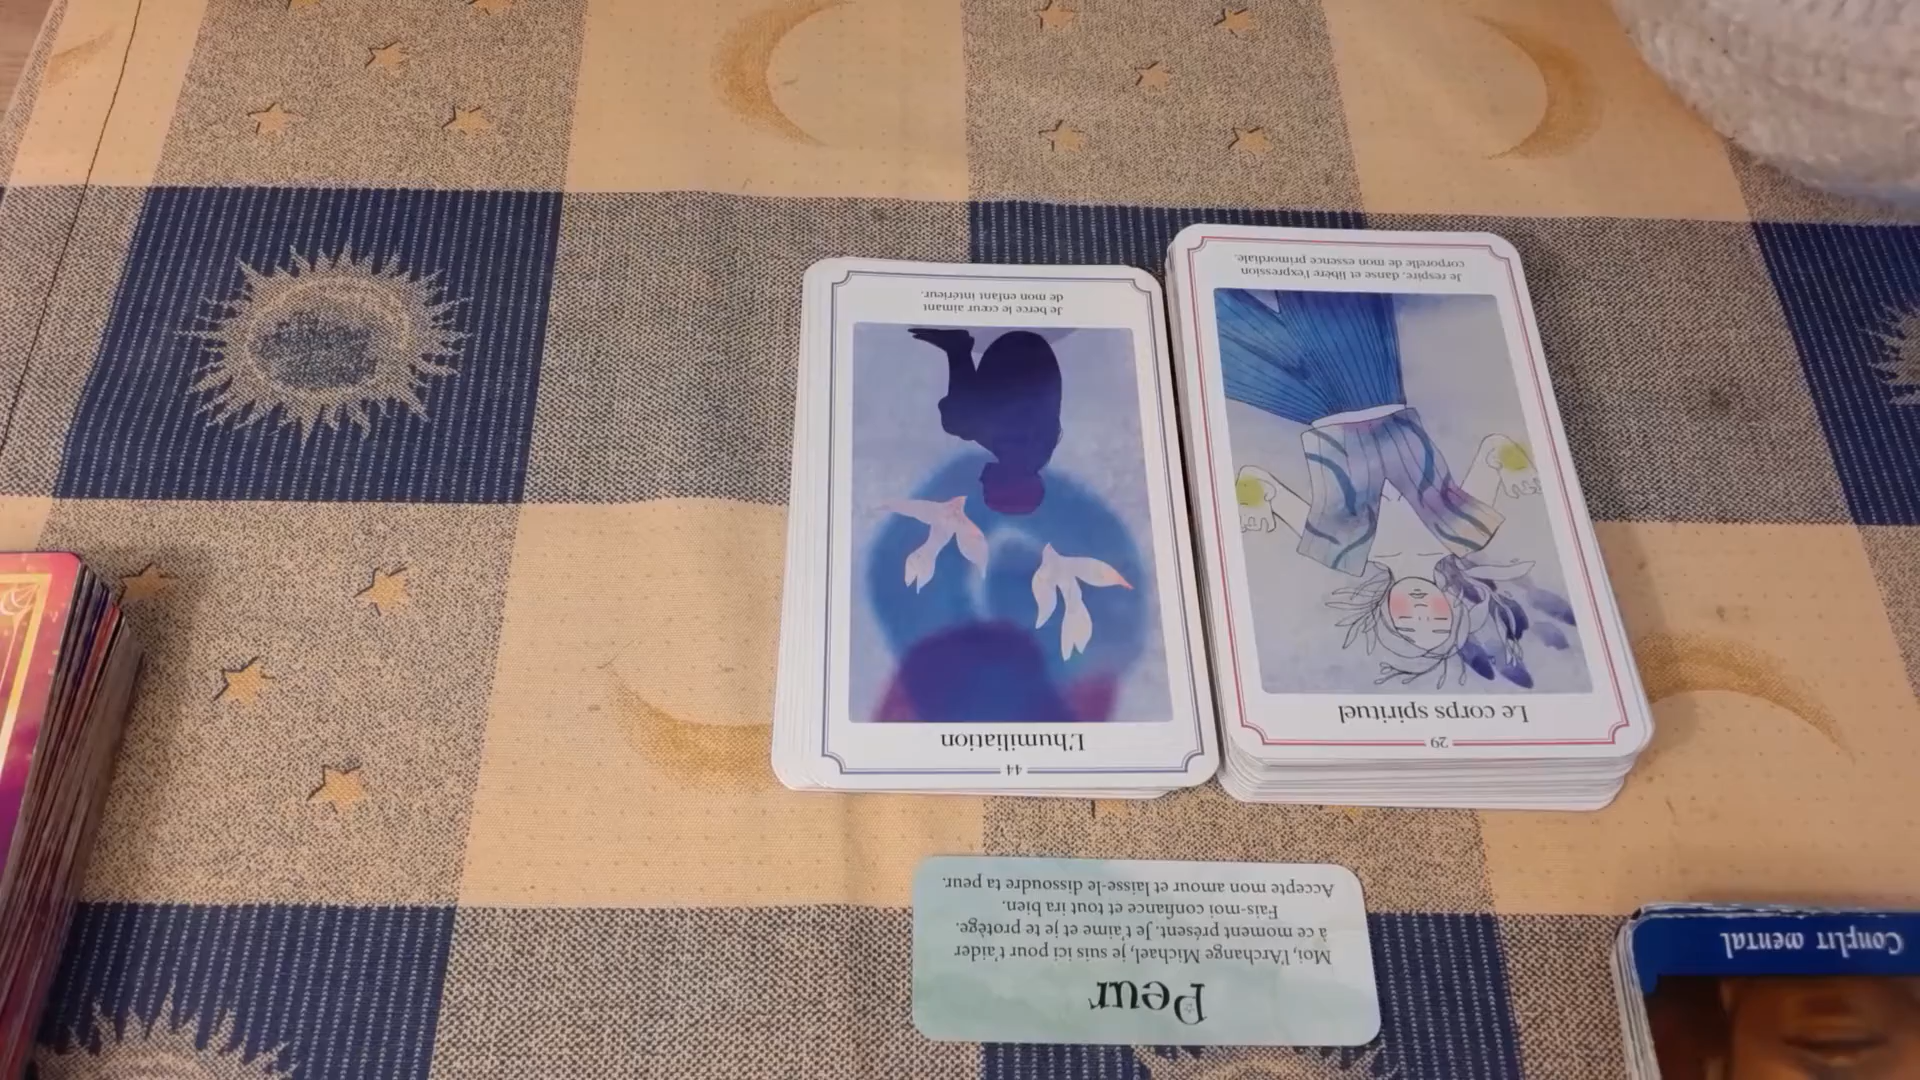 44
L'humiliation
Je berce le cœur aimant
de mon enfant intérieur.
29
Le corps spirituel
Je respire, danse et libère l'expression
corporelle de mon essence primordiale.
Peur
Moi, l'Archange Michael, je suis ici pour t'aider
à ce moment présent. Je t'aime et je te protège.
Fais-moi confiance et tout ira bien.
Accepte mon amour et laisse-le dissoudre ta peur.
Conflit mental